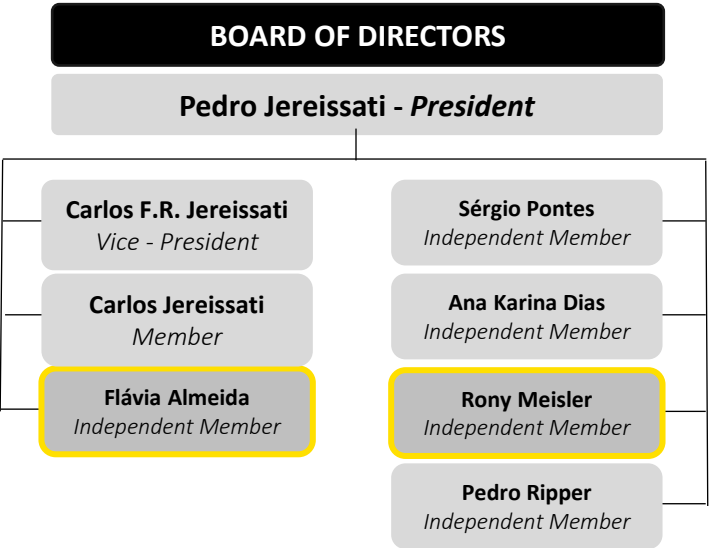 BOARD OF DIRECTORS
Pedro Jereissati - President
Carlos F.R. Jereissati
Vice - President
Carlos Jereissati
Member
Flávia Almeida
Independent Member
Sérgio Pontes
Independent Member
Ana Karina Dias
Independent Member
Rony Meisler
Independent Member
Pedro Ripper
Independent Member